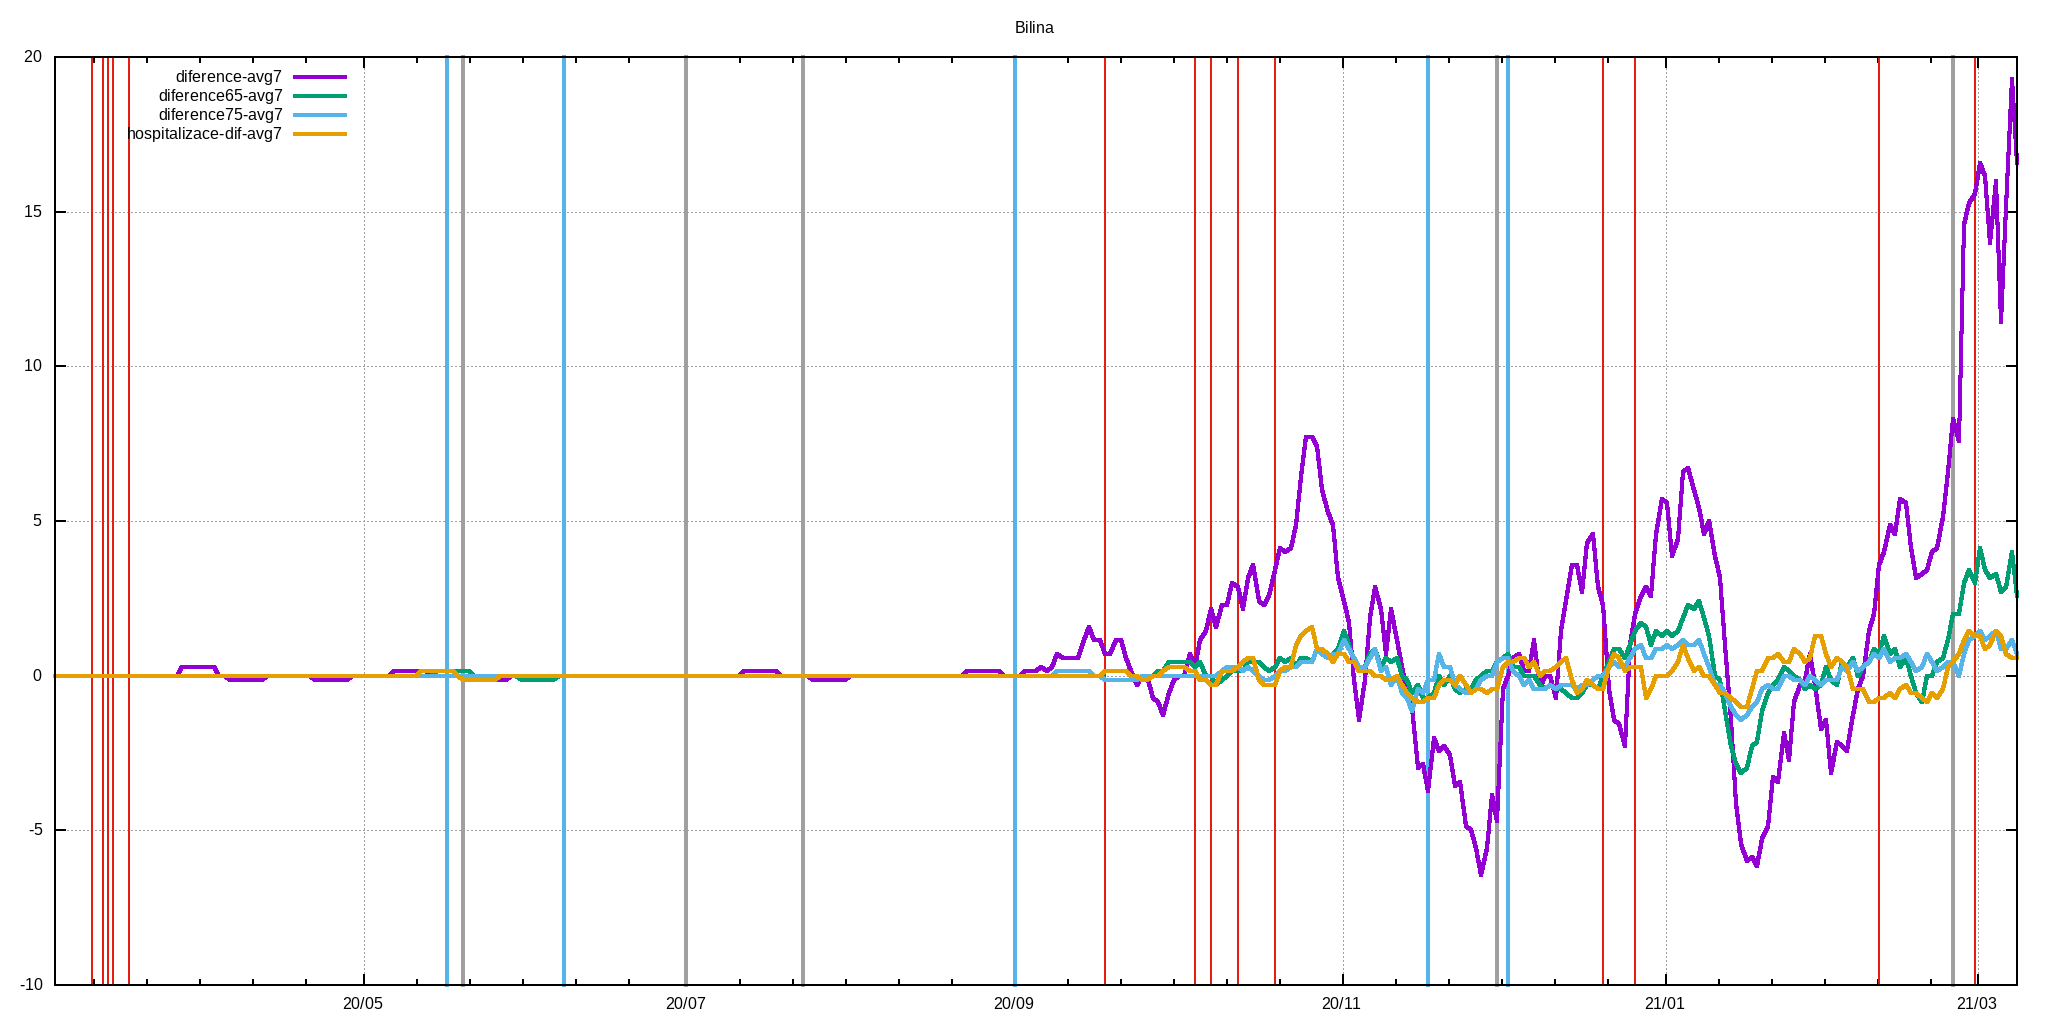 Bilina
20
diference-avg7
diference65-avg7
diference75-avg7
hospitalizace-dif-avg7
15
10
5
0
-5
-10
20/05 20/07 20/09 20/11 21/01 21/03